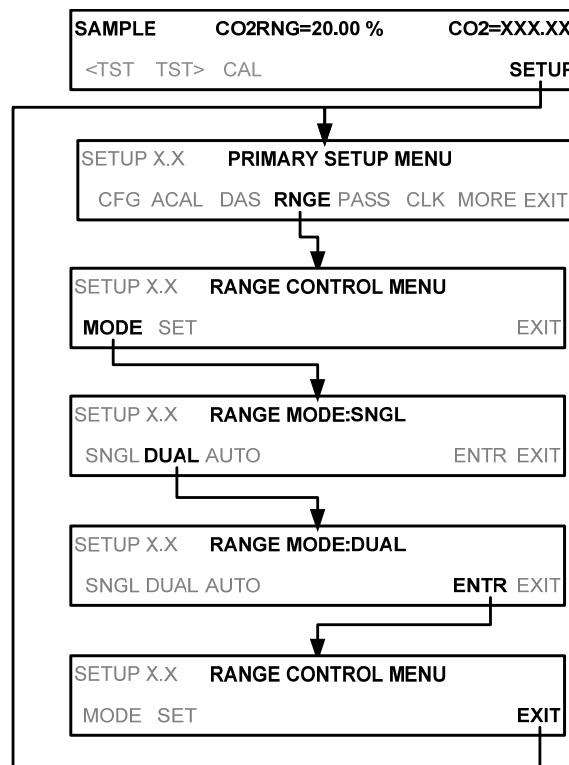 SAMPLE CO2RNG=20.00 % CO2=XXX.XX
<TST TST> CAL SETUP
SETUP X.X PRIMARY SETUP MENU
CFG ACAL DAS RNGE PASS CLK MORE EXIT
SETUP X.X RANGE CONTROL MENU
MODE SET EXIT
SETUP X.X RANGE MODE:SNGL
SNGL DUAL AUTO ENTR EXIT
SETUP X.X RANGE MODE:DUAL
SNGL DUAL AUTO ENTR EXIT
SETUP X.X RANGE CONTROL MENU
MODE SET EXIT